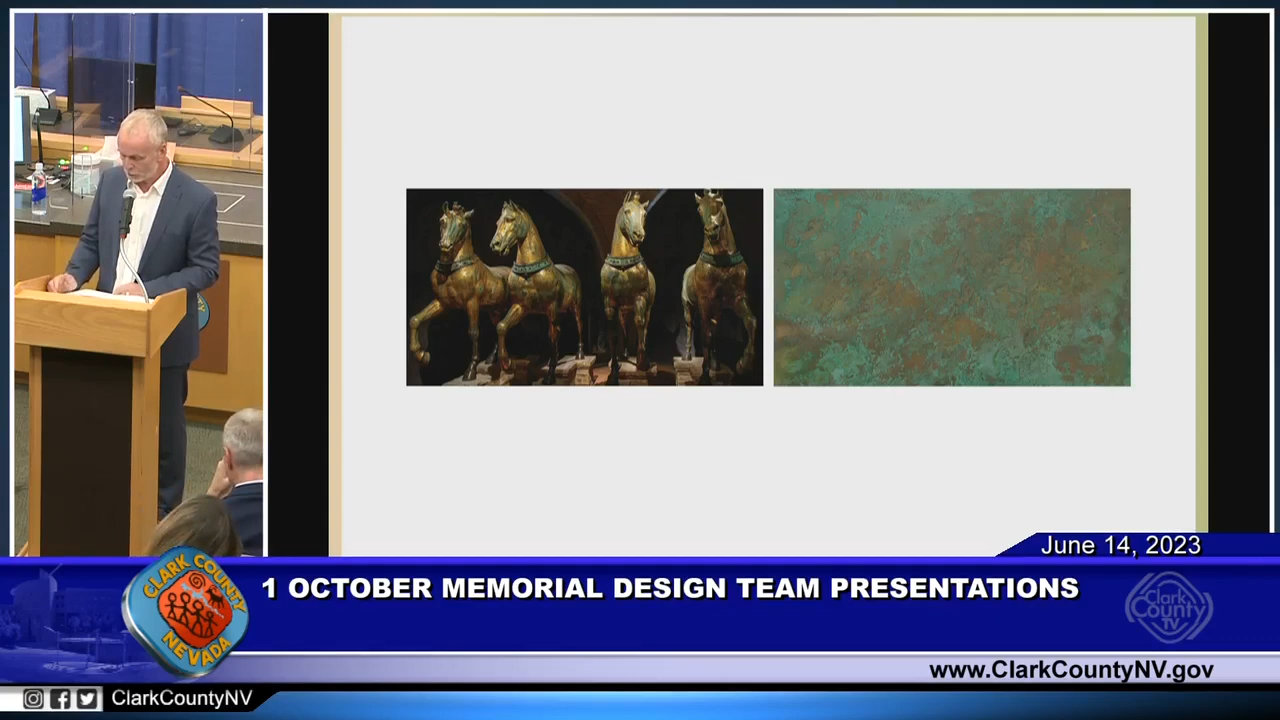 June 14, 2023
1 OCTOBER MEMORIAL DESIGN TEAM PRESENTATIONS
CLARK COUNTY
NEVADA
Clark
County
TV
www.ClarkCountyNV.gov
ClarkCountyNV